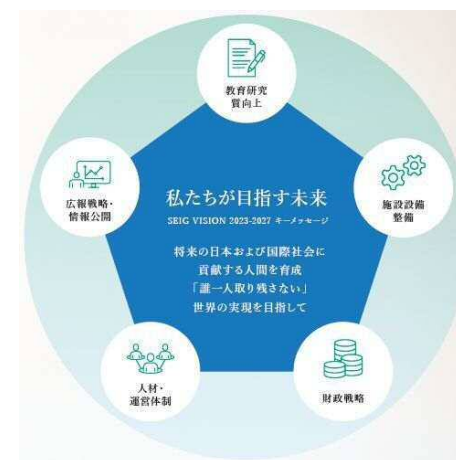 教育研究
質向上
広報戦略・
情報公開
施設設備
整備
私たちが目指す未来
SEIG VISION 2023-2027 キーメッセージ
将来の日本および国際社会に
貢献する人間を育成
「誰一人取り残さない」
世界の実現を目指して
人材・
運営体制
財政戦略